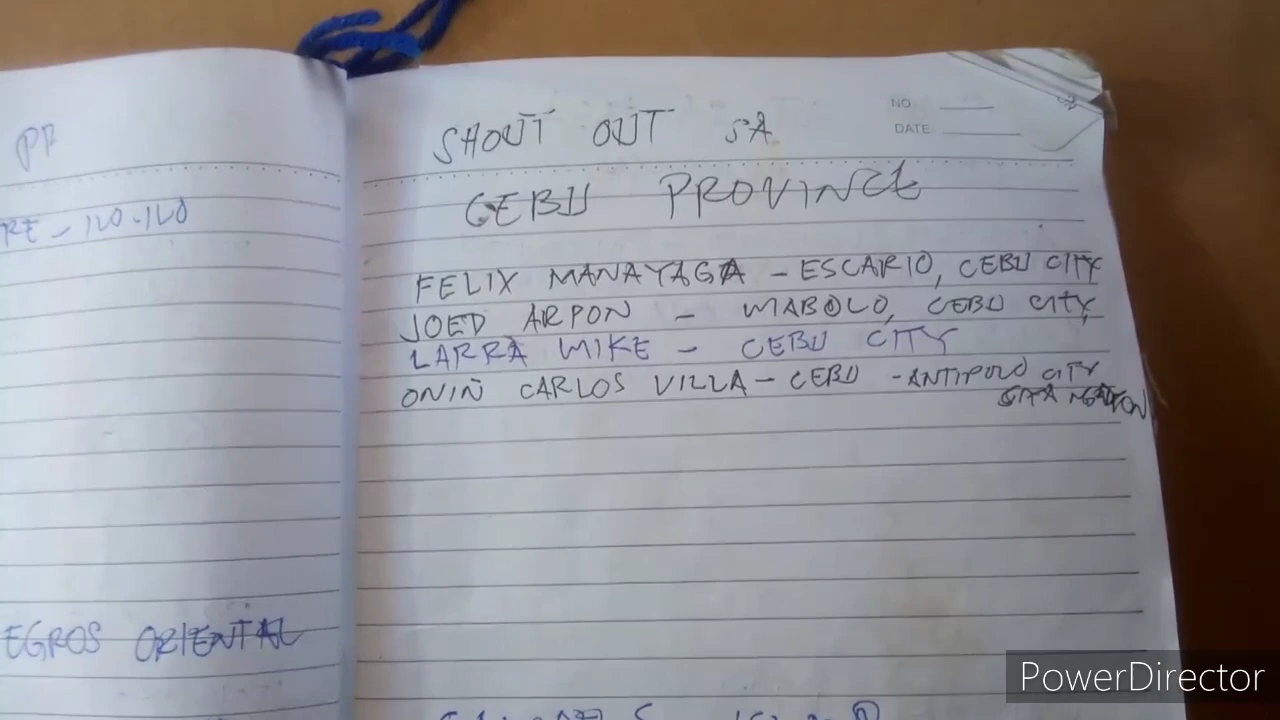 PP
RE - ILO-ILO
EGROS ORIENTAL
NO
DATE
SHOUT OUT SA
CEBU PROVINCE
FELIX MANAYAGA - ESCARIO, CEBU CITY
JOED ARPON - MABOLO, CEBU CITY
LARRA MIKE - CEBU CITY
ONIÑ CARLOS VILLA - CEBU - ANTIPOLO CITY
PowerDirector